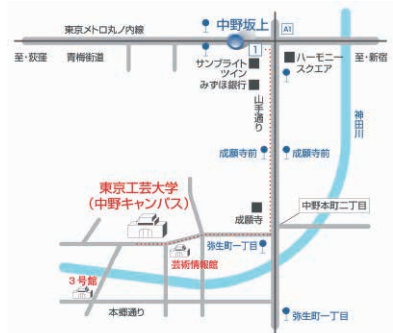 東京メトロ丸ノ内線
中野坂上
A1
1
至・荻窪
青梅街道
サンプライト
ツイン
みずほ銀行
ハーモニー
スクエア
至・新宿
山手通り
神田川
成願寺前
成願寺前
東京工芸大学
(中野キャンパス)
成願寺
中野本町二丁目
弥生町一丁目
芸術情報館
3号館
本郷通り
弥生町一丁目